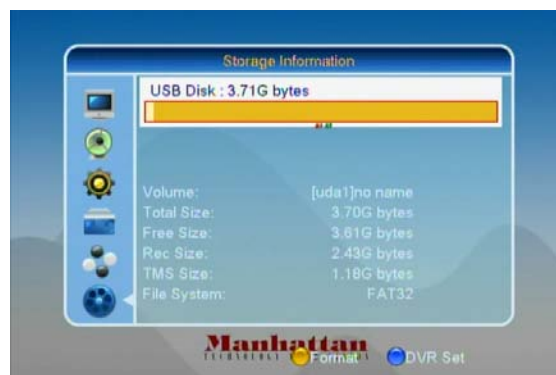 Storage Information
USB Disk : 3.71G bytes
Volume: [uda1]no name
Total Size: 3.70G bytes
Free Size: 3.61G bytes
Rec Size: 2.43G bytes
TMS Size: 1.18G bytes
File System: FAT32
Manhattan
Format DVR Set